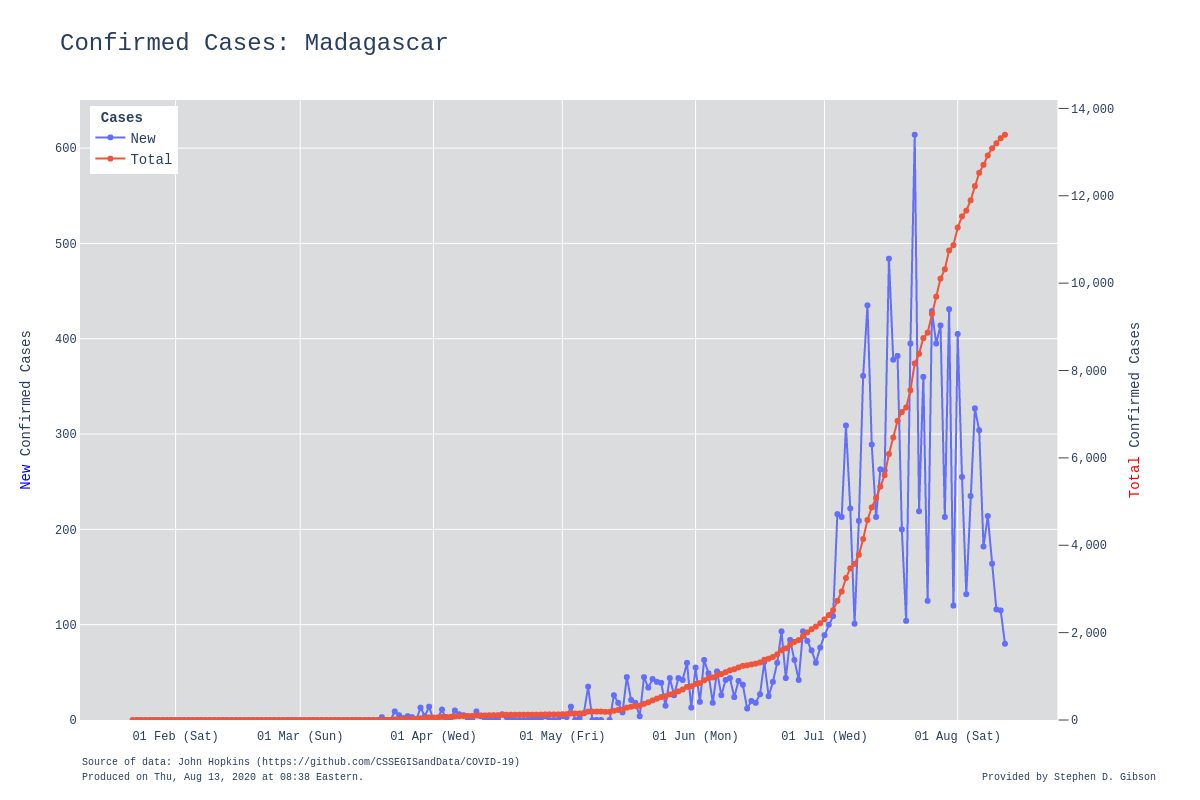 Confirmed Cases: Madagascar
Cases
New
Total
600
500
400
300
200
100
0
14,000
12,000
10,000
8,000
6,000
4,000
2,000
0
New Confirmed Cases
Total Confirmed Cases
01 Feb (Sat)
01 Mar (Sun)
01 Apr (Wed)
01 May (Fri)
01 Jun (Mon)
01 Jul (Wed)
01 Aug (Sat)
Source of data: John Hopkins (https://github.com/CSSEGISandData/COVID-19)
Produced on Thu, Aug 13, 2020 at 08:38 Eastern.
Provided by Stephen D. Gibson